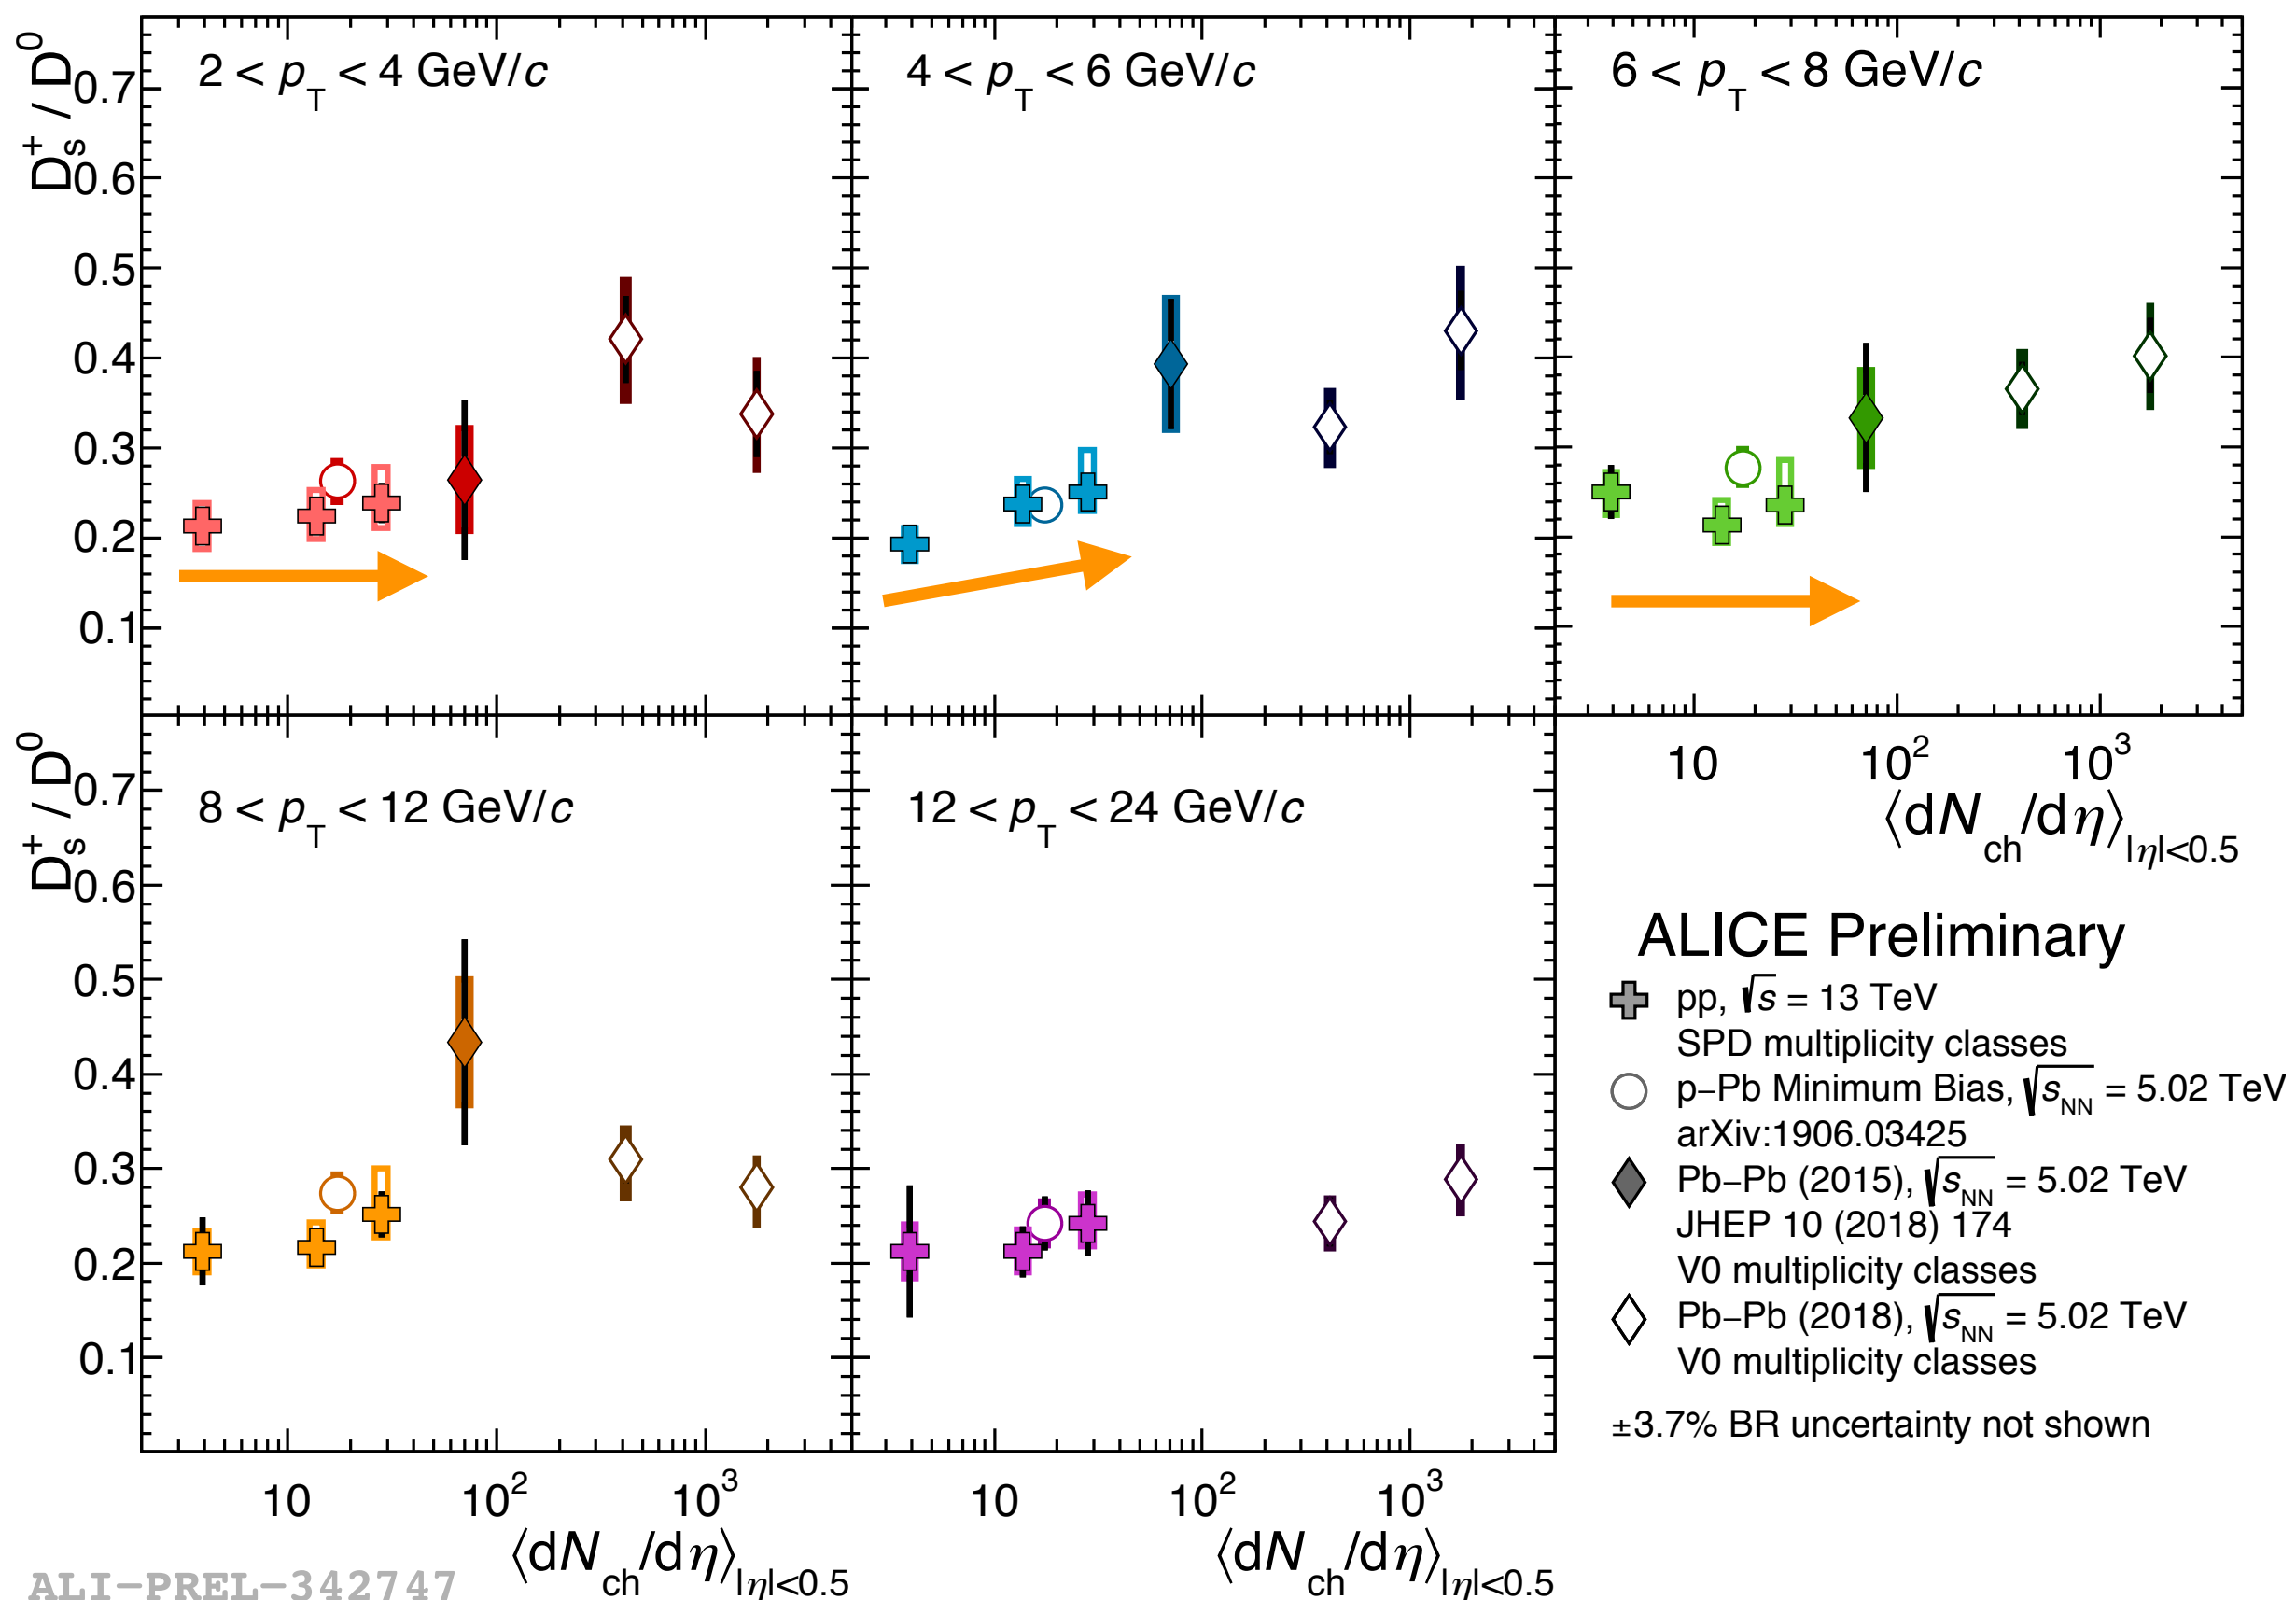 D_s^+ / D^0
2 < p_T < 4 GeV/c
4 < p_T < 6 GeV/c
6 < p_T < 8 GeV/c
0.7
0.6
0.5
0.4
0.3
0.2
0.1
10 10^2 10^3
⟨dN_ch/dη⟩_|η|<0.5
D_s^+ / D^0
8 < p_T < 12 GeV/c
12 < p_T < 24 GeV/c
0.7
0.6
0.5
0.4
0.3
0.2
0.1
ALICE Preliminary
pp, √s = 13 TeV
SPD multiplicity classes
p−Pb Minimum Bias, √s_NN = 5.02 TeV
arXiv:1906.03425
Pb−Pb (2015), √s_NN = 5.02 TeV
JHEP 10 (2018) 174
V0 multiplicity classes
Pb−Pb (2018), √s_NN = 5.02 TeV
V0 multiplicity classes
±3.7% BR uncertainty not shown
10 10^2 10^3
10 10^2 10^3
⟨dN_ch/dη⟩_|η|<0.5
⟨dN_ch/dη⟩_|η|<0.5
ALI−PREL−342747